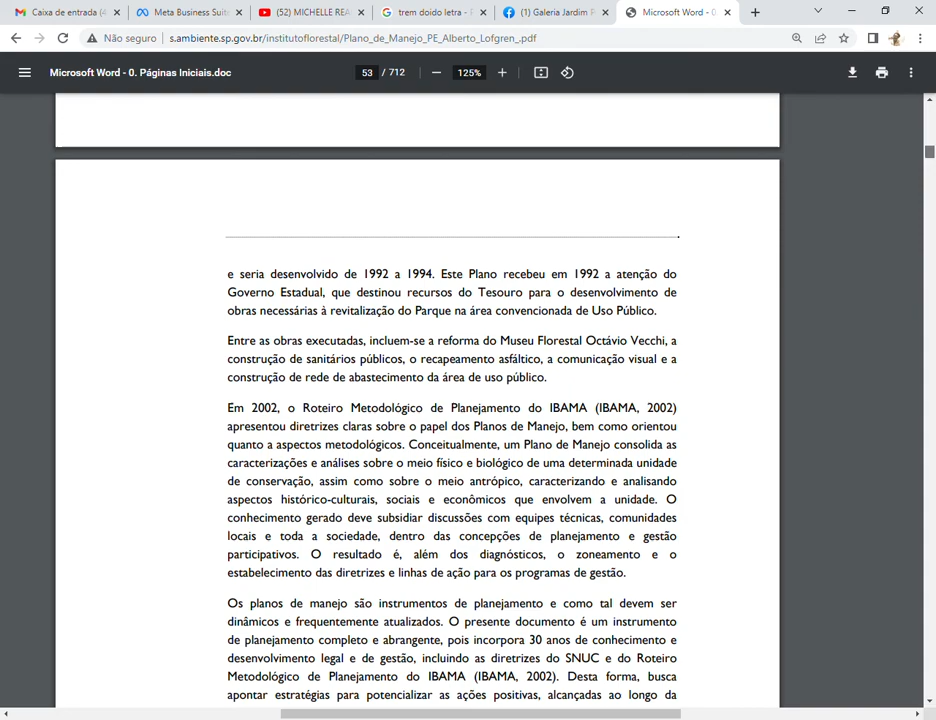 Caixa de entrada (4
Meta Business Suit
(52) MICHELLE REA
trem doido letra - P
(1) Galeria Jardim P
Microsoft Word - 0
Não seguro
s.ambiente.sp.gov.br/institutoflorestal/Plano_de_Manejo_PE_Alberto_Lofgren_.pdf
Microsoft Word - 0. Páginas Iniciais.doc
53 / 712
125%
e seria desenvolvido de 1992 a 1994. Este Plano recebeu em 1992 a atenção do
Governo Estadual, que destinou recursos do Tesouro para o desenvolvimento de
obras necessárias à revitalização do Parque na área convencionada de Uso Público.
Entre as obras executadas, incluem-se a reforma do Museu Florestal Octávio Vecchi, a
construção de sanitários públicos, o recapeamento asfáltico, a comunicação visual e a
construção de rede de abastecimento da área de uso público.
Em 2002, o Roteiro Metodológico de Planejamento do IBAMA (IBAMA, 2002)
apresentou diretrizes claras sobre o papel dos Planos de Manejo, bem como orientou
quanto a aspectos metodológicos. Conceitualmente, um Plano de Manejo consolida as
caracterizações e análises sobre o meio físico e biológico de uma determinada unidade
de conservação, assim como sobre o meio antrópico, caracterizando e analisando
aspectos histórico-culturais, sociais e econômicos que envolvem a unidade. O
conhecimento gerado deve subsidiar discussões com equipes técnicas, comunidades
locais e toda a sociedade, dentro das concepções de planejamento e gestão
participativos. O resultado é, além dos diagnósticos, o zoneamento e o
estabelecimento das diretrizes e linhas de ação para os programas de gestão.
Os planos de manejo são instrumentos de planejamento e como tal devem ser
dinâmicos e frequentemente atualizados. O presente documento é um instrumento
de planejamento completo e abrangente, pois incorpora 30 anos de conhecimento e
desenvolvimento legal e de gestão, incluindo as diretrizes do SNUC e do Roteiro
Metodológico de Planejamento do IBAMA (IBAMA, 2002). Desta forma, busca
apontar estratégias para potencializar as ações positivas, alcançadas ao longo da